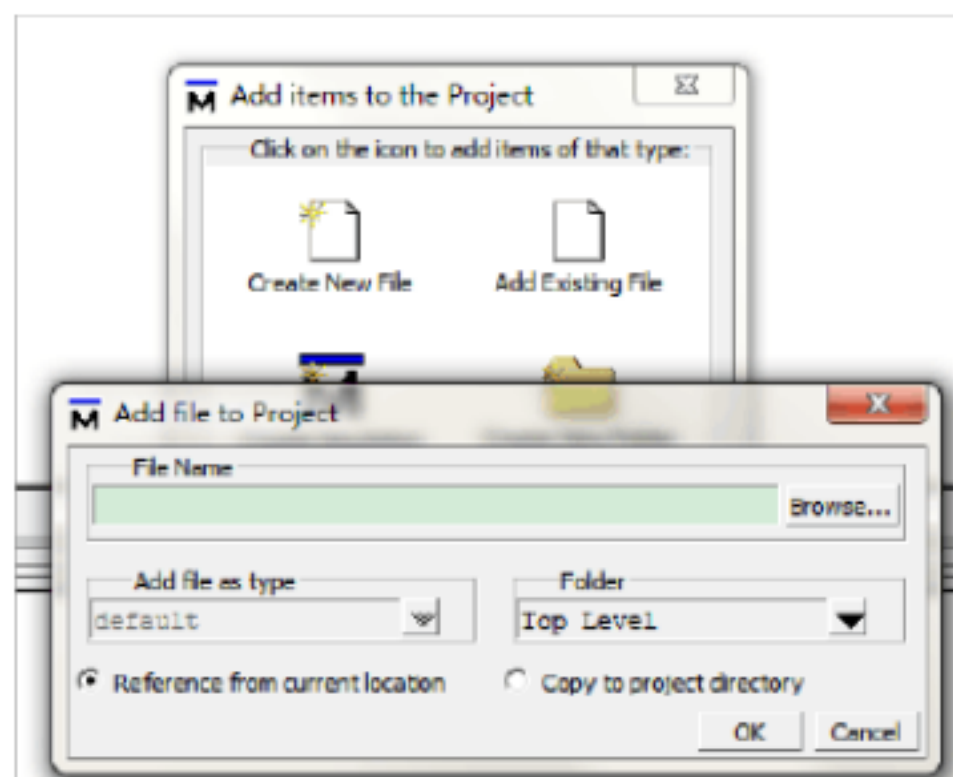 Add items to the Project
Click on the icon to add items of that type:
Create New File
Add Existing File
Add file to Project
File Name
Browse...
Add file as type
Folder
default
Top Level
Reference from current location
Copy to project directory
OK
Cancel